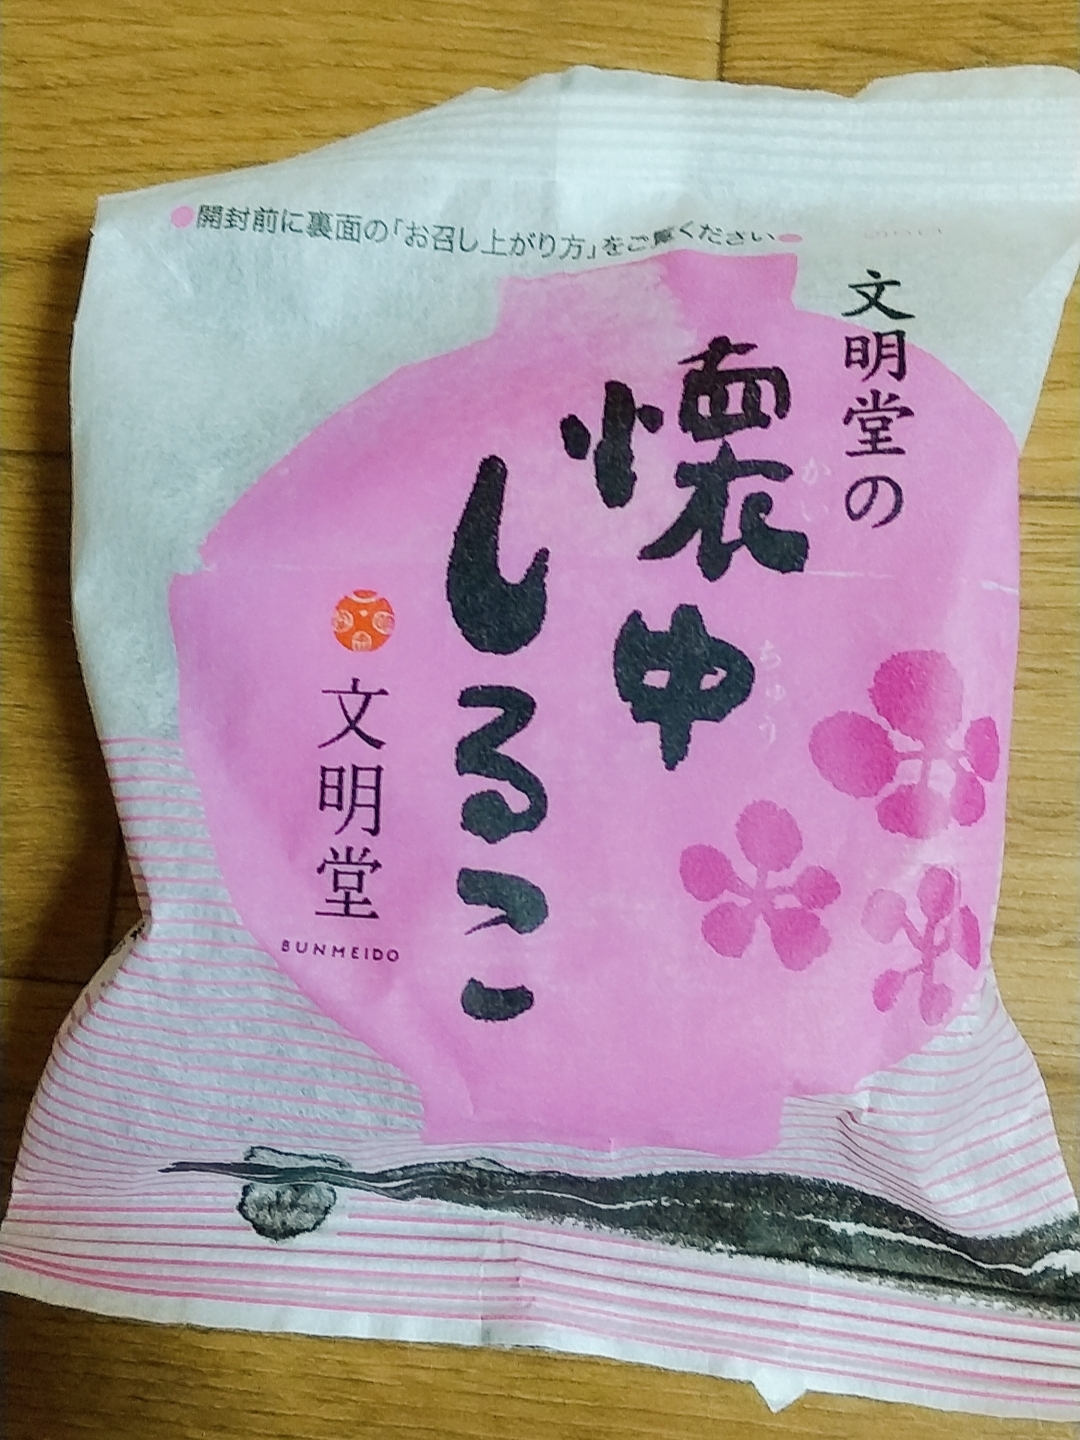 ●開封前に裏面の「お召し上がり方」をご覧ください●
文明堂の
懐中
かい
ちゅう
しるこ
文明堂
BUNMEIDO